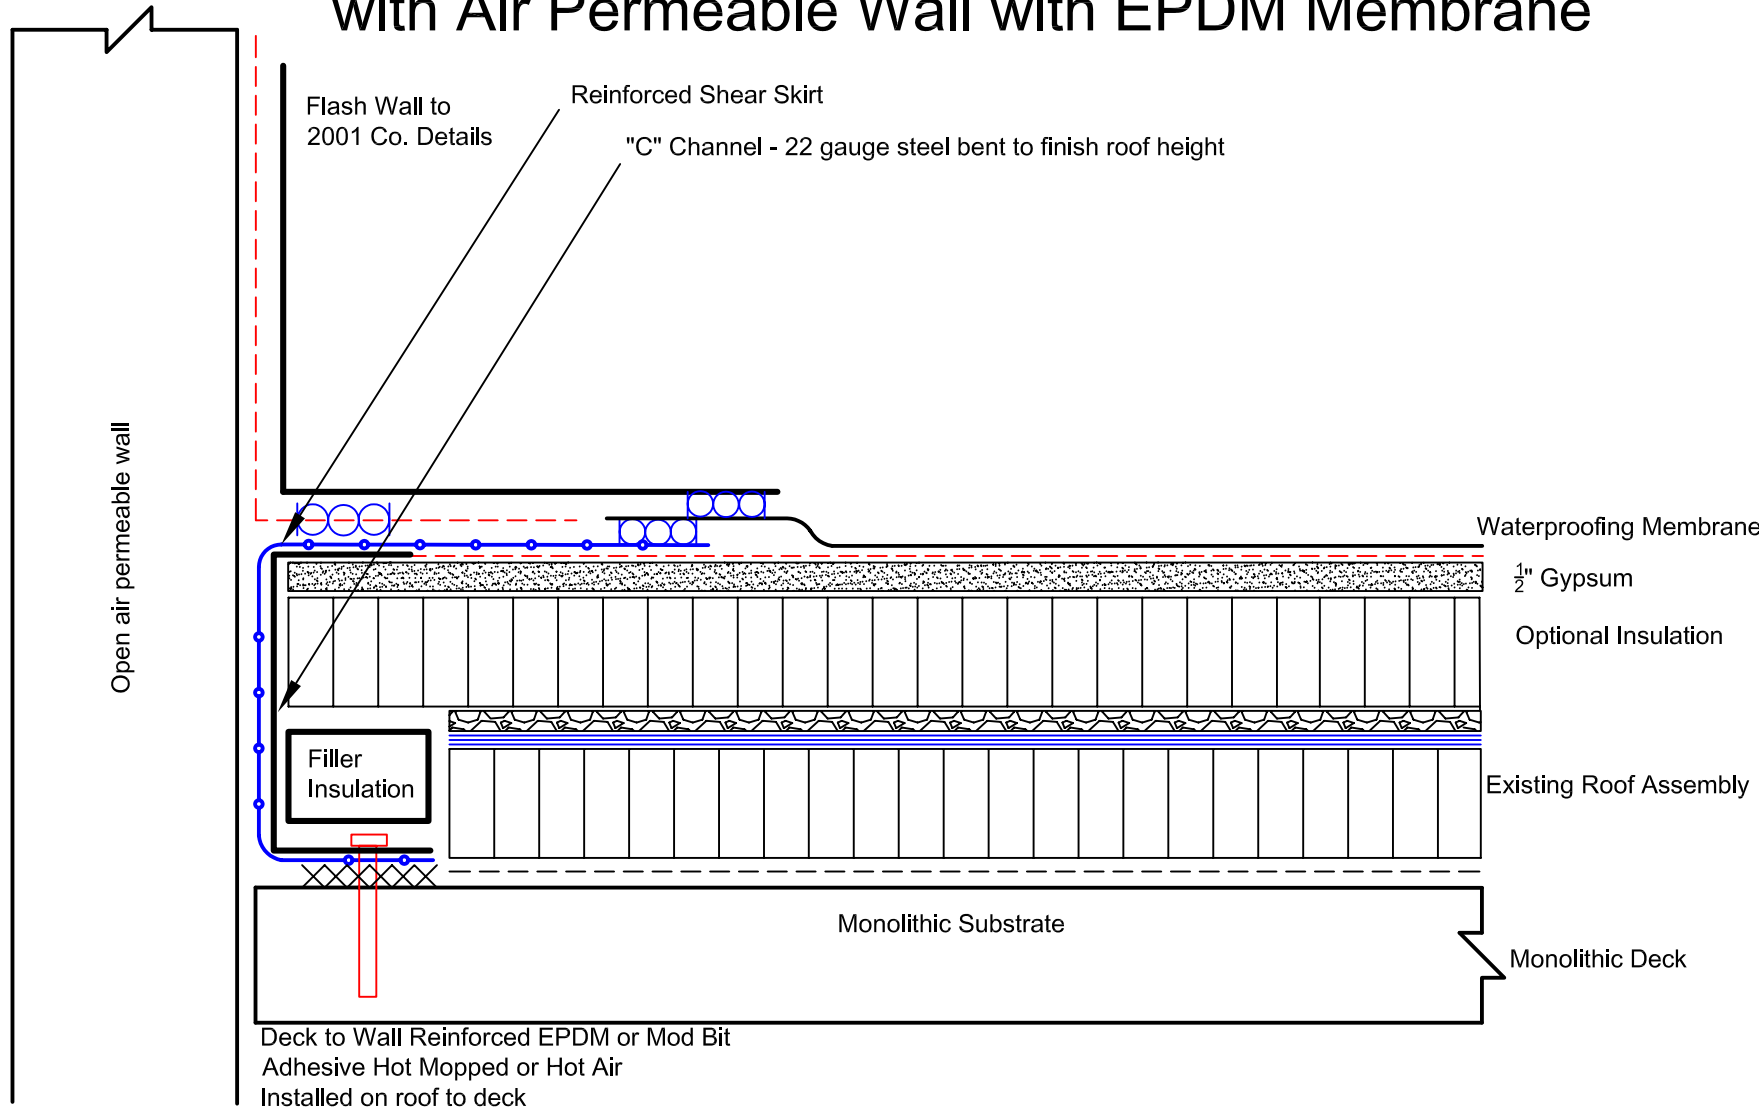 with Air Permeable Wall with EPDM Membrane
Flash Wall to
2001 Co. Details
Reinforced Shear Skirt
"C" Channel - 22 gauge steel bent to finish roof height
Open air permeable wall
Waterproofing Membrane
1/2" Gypsum
Optional Insulation
Filler
Insulation
Existing Roof Assembly
Monolithic Substrate
Monolithic Deck
Deck to Wall Reinforced EPDM or Mod Bit
Adhesive Hot Mopped or Hot Air
Installed on roof to deck